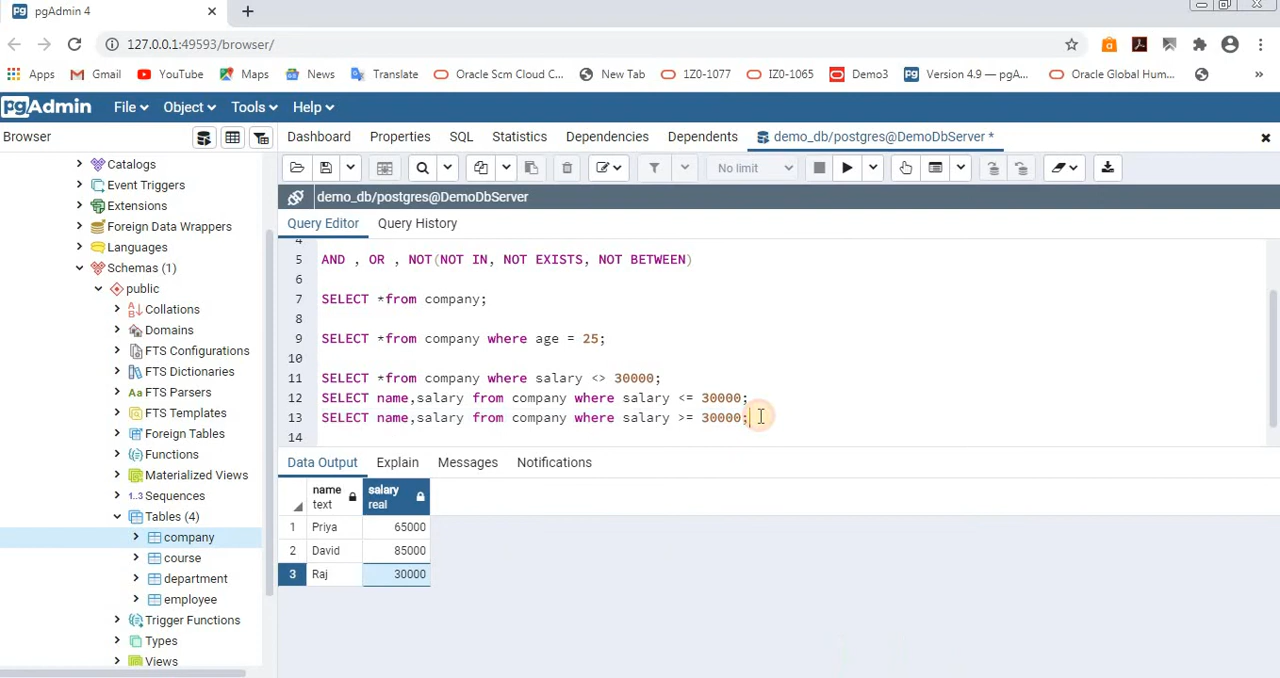 pgAdmin 4
127.0.0.1:49593/browser/
Apps Gmail YouTube Maps News Translate Oracle Scm Cloud C... New Tab 1Z0-1077 1Z0-1065 Demo3 Version 4.9 — pgA... Oracle Global Hum... »
pgAdmin File Object Tools Help
Browser
Dashboard Properties SQL Statistics Dependencies Dependents demo_db/postgres@DemoDbServer *
No limit
demo_db/postgres@DemoDbServer
Query Editor Query History
Catalogs
Event Triggers
Extensions
Foreign Data Wrappers
Languages
Schemas (1)
public
Collations
Domains
FTS Configurations
FTS Dictionaries
Aa FTS Parsers
FTS Templates
Foreign Tables
Functions
Materialized Views
1..3 Sequences
Tables (4)
company
course
department
employee
Trigger Functions
Types
Views
4
5 AND , OR , NOT(NOT IN, NOT EXISTS, NOT BETWEEN)
6
7 SELECT *from company;
8
9 SELECT *from company where age = 25;
10
11 SELECT *from company where salary <> 30000;
12 SELECT name,salary from company where salary <= 30000;
13 SELECT name,salary from company where salary >= 30000;
14
Data Output Explain Messages Notifications
name salary
text real
1 Priya 65000
2 David 85000
3 Raj 30000